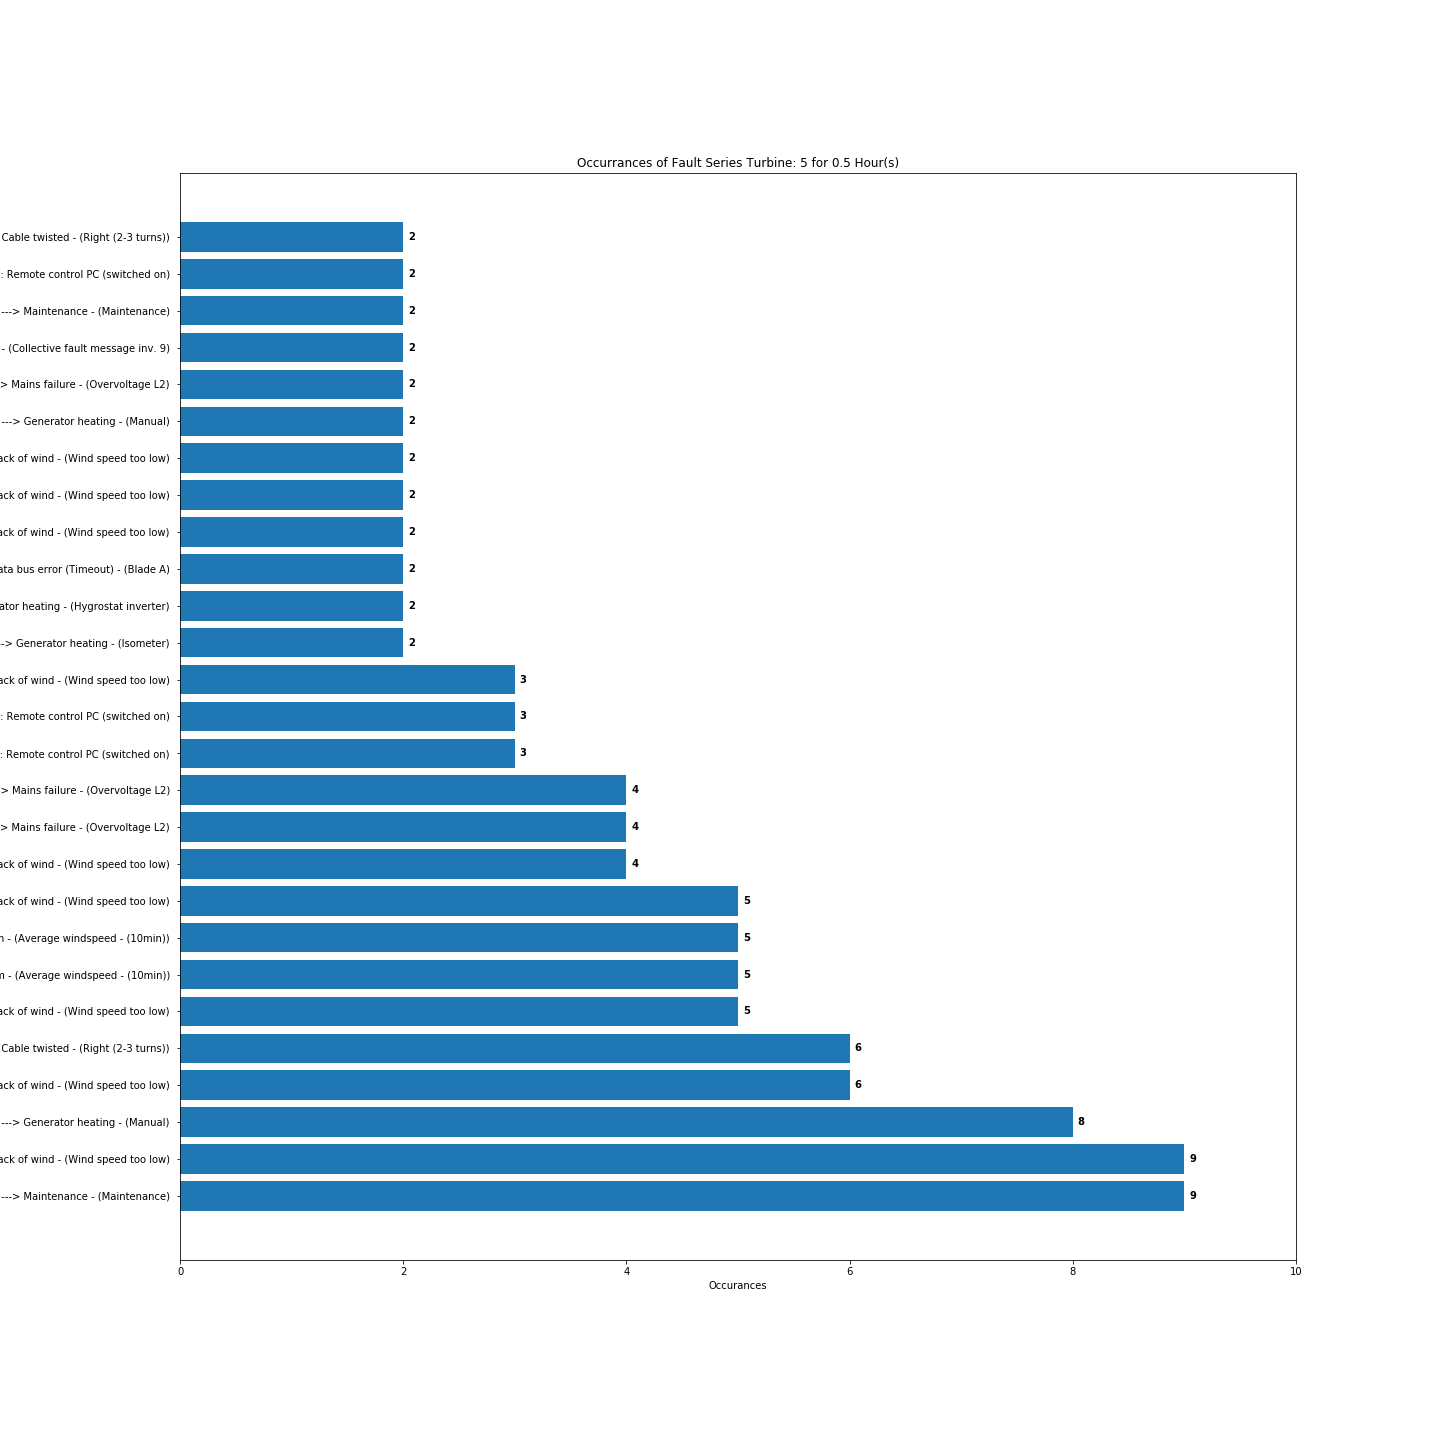 Occurrances of Fault Series Turbine: 5 for 0.5 Hour(s)
Cable twisted - (Right (2-3 turns)) 2
: Remote control PC (switched on) 2
---> Maintenance - (Maintenance) 2
- (Collective fault message inv. 9) 2
> Mains failure - (Overvoltage L2) 2
---> Generator heating - (Manual) 2
ack of wind - (Wind speed too low) 2
ack of wind - (Wind speed too low) 2
ack of wind - (Wind speed too low) 2
ata bus error (Timeout) - (Blade A) 2
ator heating - (Hygrostat inverter) 2
-> Generator heating - (Isometer) 2
ack of wind - (Wind speed too low) 3
: Remote control PC (switched on) 3
: Remote control PC (switched on) 3
> Mains failure - (Overvoltage L2) 4
> Mains failure - (Overvoltage L2) 4
ack of wind - (Wind speed too low) 4
ack of wind - (Wind speed too low) 5
n - (Average windspeed - (10min)) 5
n - (Average windspeed - (10min)) 5
ack of wind - (Wind speed too low) 5
Cable twisted - (Right (2-3 turns)) 6
ack of wind - (Wind speed too low) 6
---> Generator heating - (Manual) 8
ack of wind - (Wind speed too low) 9
---> Maintenance - (Maintenance) 9
0 2 4 6 8 10
Occurances